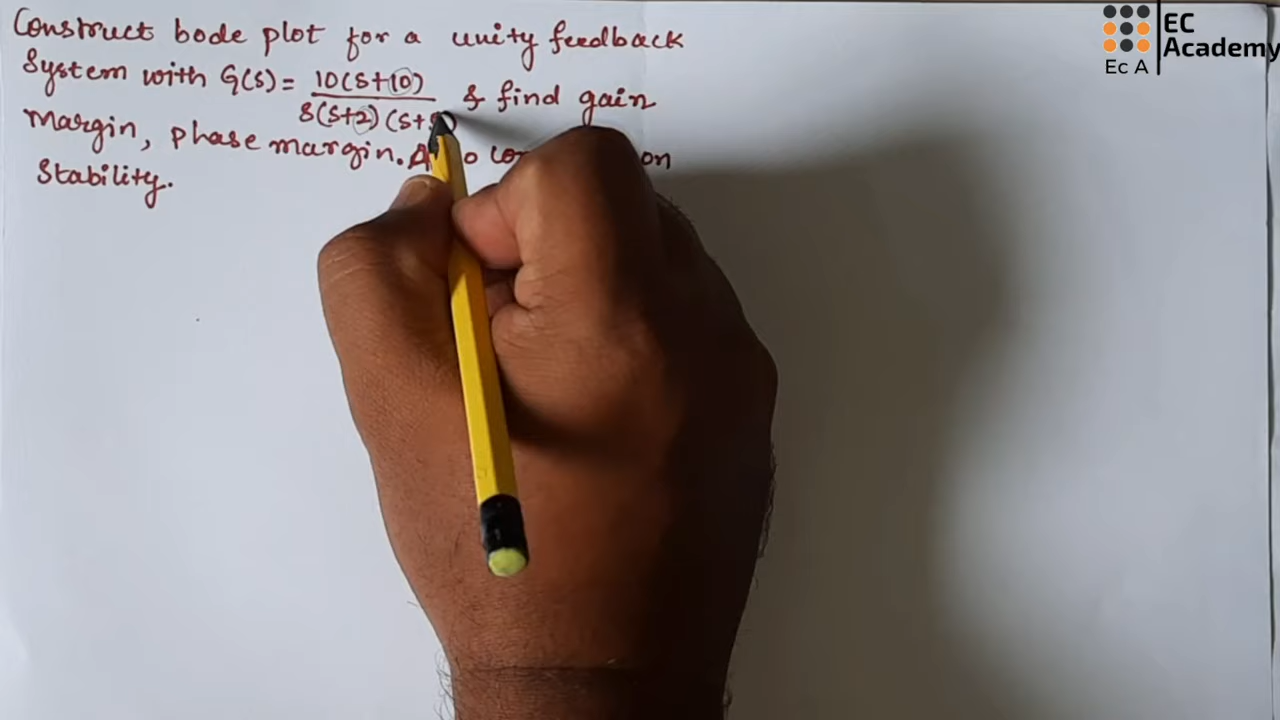 Construct bode plot for a unity feedback
System with G(s) = 10(s+10) & find gain
s(s+2)(s+
margin, phase margin. on
Stability.
EC
Academy
Ec A